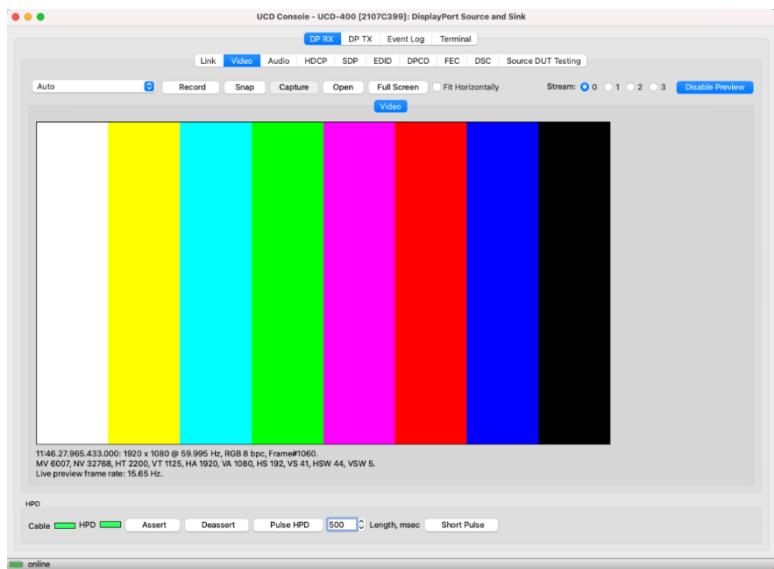 UCD Console - UCD-400 [2107C399]: DisplayPort Source and Sink
DP RX DP TX Event Log Terminal
Link Video Audio HDCP SDP EDID DPCD FEC DSC Source DUT Testing
Auto Record Snap Capture Open Full Screen Fit Horizontally Stream: 0 1 2 3 Disable Preview
Video
11:46.27.965.433.000: 1920 x 1080 @ 59.995 Hz, RGB 8 bpc, Frame#1060.
MV 6007, NV 32768, HT 2200, VT 1125, HA 1920, VA 1080, HS 192, VS 41, HSW 44, VSW 5.
Live preview frame rate: 15.65 Hz.
HPD
Cable HPD Assert Deassert Pulse HPD 500 Length, msec Short Pulse
online